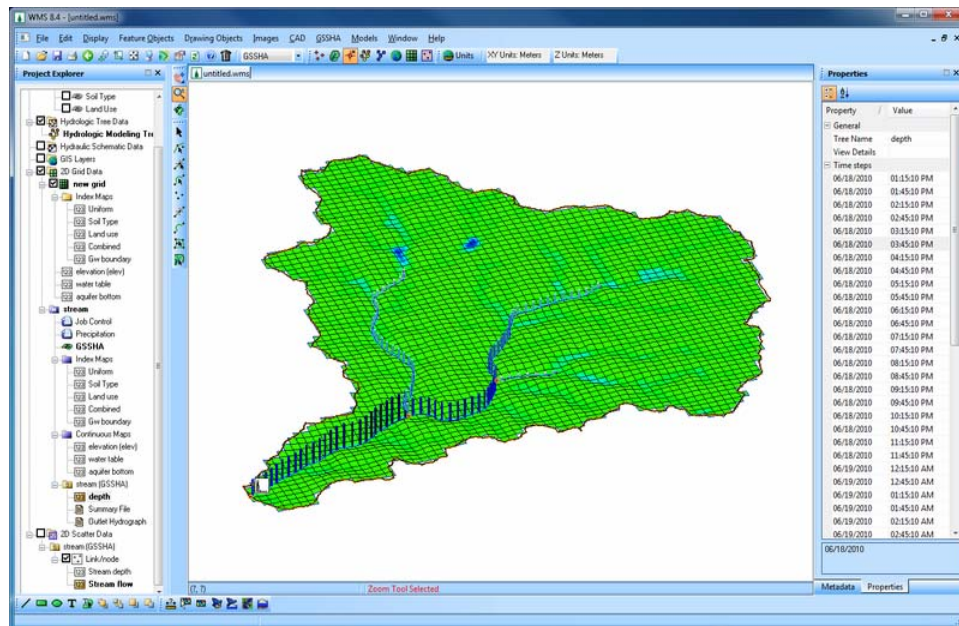 WMS 8.4 - [untitled.wms]
File Edit Display Feature Objects Drawing Objects Images CAD GSSHA Models Window Help
GSSHA Units XY Units: Meters Z Units: Meters
Project Explorer
Soil Type
Land Use
Hydrologic Tree Data
Hydrologic Modeling Tre
Hydraulic Schematic Data
GIS Layers
2D Grid Data
new grid
Index Maps
Uniform
Soil Type
Land use
Combined
Gw boundary
elevation (elev)
water table
aquifer bottom
stream
Job Control
Precipitation
GSSHA
Index Maps
Uniform
Soil Type
Land use
Combined
Gw boundary
Continuous Maps
elevation (elev)
water table
aquifer bottom
stream (GSSHA)
depth
Summary File
Outlet Hydrograph
2D Scatter Data
stream (GSSHA)
Link/node
Stream depth
Stream flow
untitled.wms
(?, ?)
Zoom Tool Selected
Properties
Property / Value
General
Tree Name depth
View Details
Time steps
06/18/2010 01:15:10 PM
06/18/2010 01:45:10 PM
06/18/2010 02:15:10 PM
06/18/2010 02:45:10 PM
06/18/2010 03:15:10 PM
06/18/2010 03:45:10 PM
06/18/2010 04:15:10 PM
06/18/2010 04:45:10 PM
06/18/2010 05:15:10 PM
06/18/2010 05:45:10 PM
06/18/2010 06:15:10 PM
06/18/2010 06:45:10 PM
06/18/2010 07:15:10 PM
06/18/2010 07:45:10 PM
06/18/2010 08:15:10 PM
06/18/2010 08:45:10 PM
06/18/2010 09:15:10 PM
06/18/2010 09:45:10 PM
06/18/2010 10:15:10 PM
06/18/2010 10:45:10 PM
06/18/2010 11:15:10 PM
06/18/2010 11:45:10 PM
06/19/2010 12:15:10 AM
06/19/2010 12:45:10 AM
06/19/2010 01:15:10 AM
06/19/2010 01:45:10 AM
06/19/2010 02:15:10 AM
06/19/2010 02:45:10 AM
06/18/2010
Metadata Properties